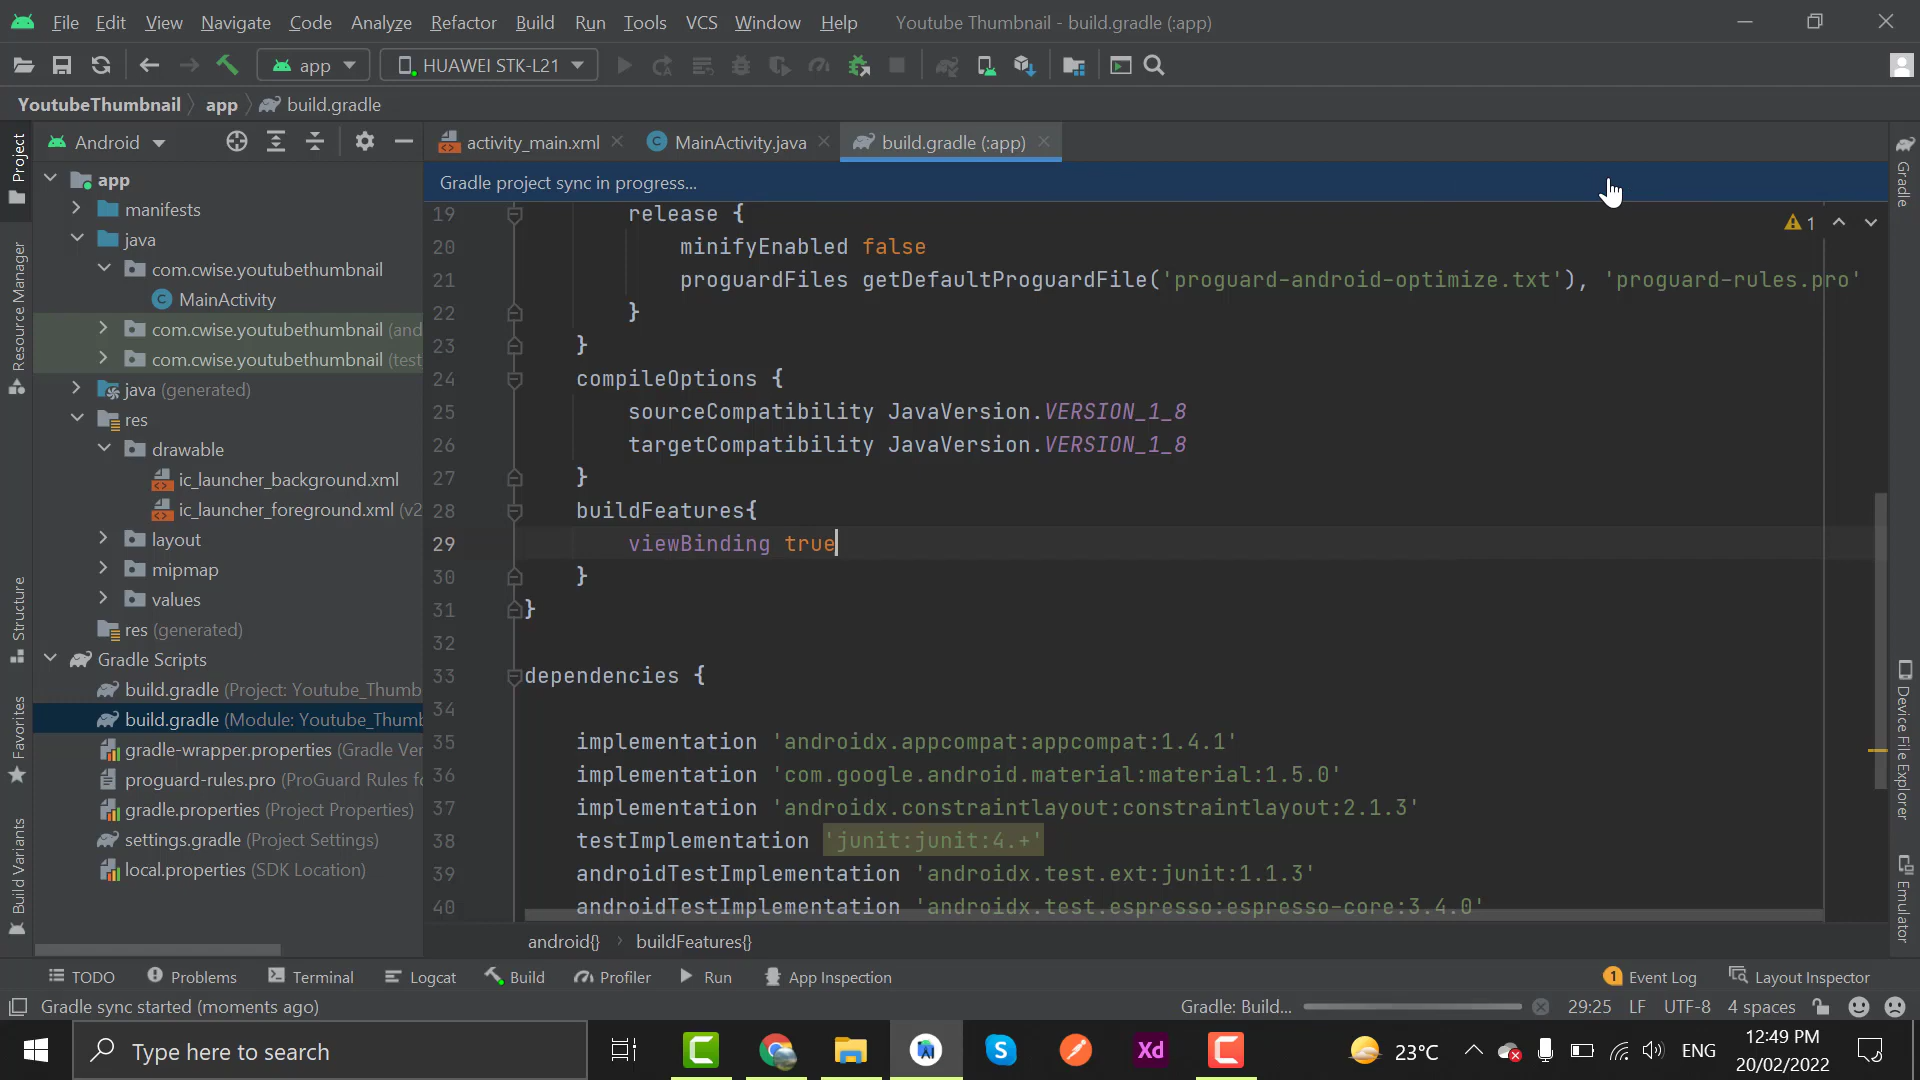 File Edit View Navigate Code Analyze Refactor Build Run Tools VCS Window Help Youtube Thumbnail - build.gradle (:app)
app HUAWEI STK-L21
YoutubeThumbnail app build.gradle
Android activity_main.xml MainActivity.java build.gradle (:app)
Gradle project sync in progress...
Project
Resource Manager
Structure
Favorites
Build Variants
app
manifests
java
com.cwise.youtubethumbnail
MainActivity
com.cwise.youtubethumbnail (and
com.cwise.youtubethumbnail (test
java (generated)
res
drawable
ic_launcher_background.xml
ic_launcher_foreground.xml (v2
layout
mipmap
values
res (generated)
Gradle Scripts
build.gradle (Project: Youtube_Thumb
build.gradle (Module: Youtube_Thumb
gradle-wrapper.properties (Gradle Ver
proguard-rules.pro (ProGuard Rules fo
gradle.properties (Project Properties)
settings.gradle (Project Settings)
local.properties (SDK Location)
1
19 release {
20 minifyEnabled false
21 proguardFiles getDefaultProguardFile('proguard-android-optimize.txt'), 'proguard-rules.pro'
22 }
23 }
24 compileOptions {
25 sourceCompatibility JavaVersion.VERSION_1_8
26 targetCompatibility JavaVersion.VERSION_1_8
27 }
28 buildFeatures{
29 viewBinding true
30 }
31 }
32
33 dependencies {
34
35 implementation 'androidx.appcompat:appcompat:1.4.1'
36 implementation 'com.google.android.material:material:1.5.0'
37 implementation 'androidx.constraintlayout:constraintlayout:2.1.3'
38 testImplementation 'junit:junit:4.+'
39 androidTestImplementation 'androidx.test.ext:junit:1.1.3'
40 androidTestImplementation 'androidx.test.espresso:espresso-core:3.4.0'
Gradle
Device File Explorer
Emulator
android{} buildFeatures{}
TODO Problems Terminal Logcat Build Profiler Run App Inspection 1 Event Log Layout Inspector
Gradle sync started (moments ago) Gradle: Build... 29:25 LF UTF-8 4 spaces
Type here to search Xd 23°C ENG 12:49 PM
20/02/2022